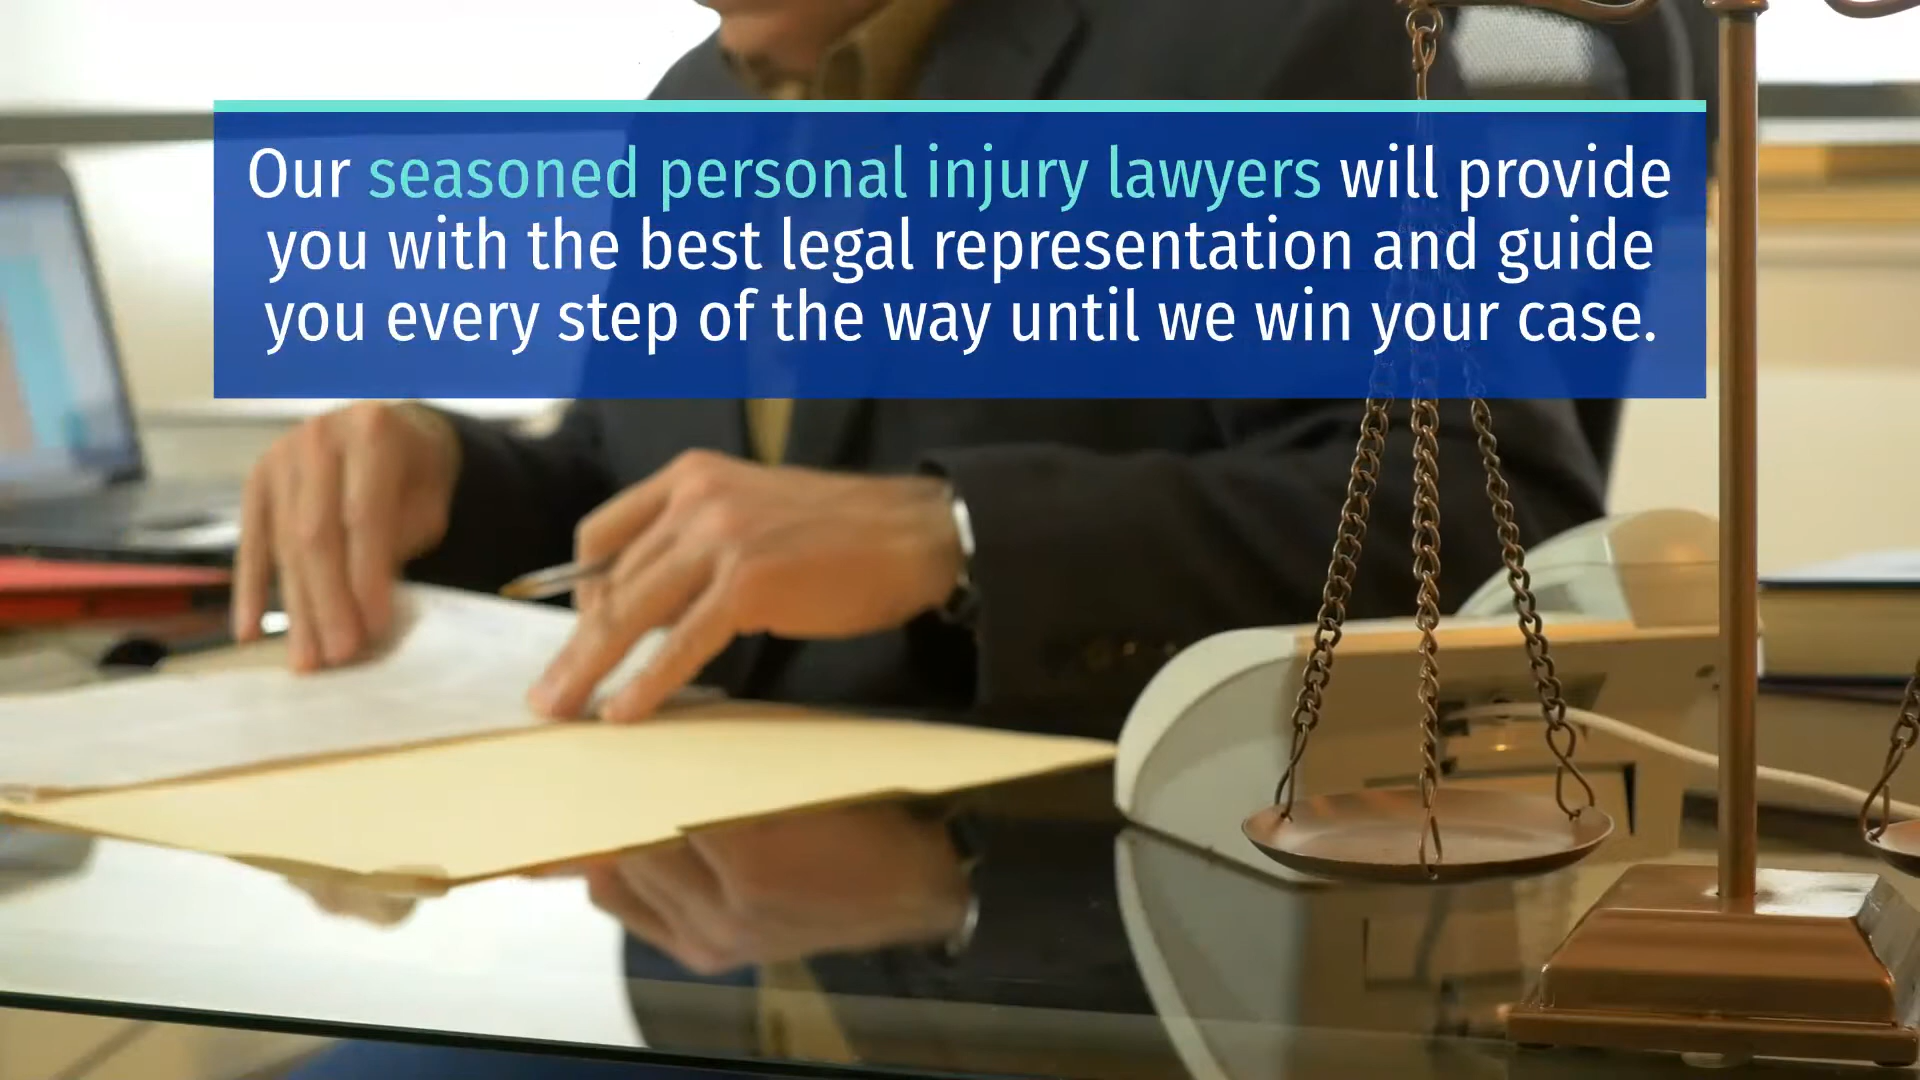 Our seasoned personal injury lawyers will provide
you with the best legal representation and guide
you every step of the way until we win your case.